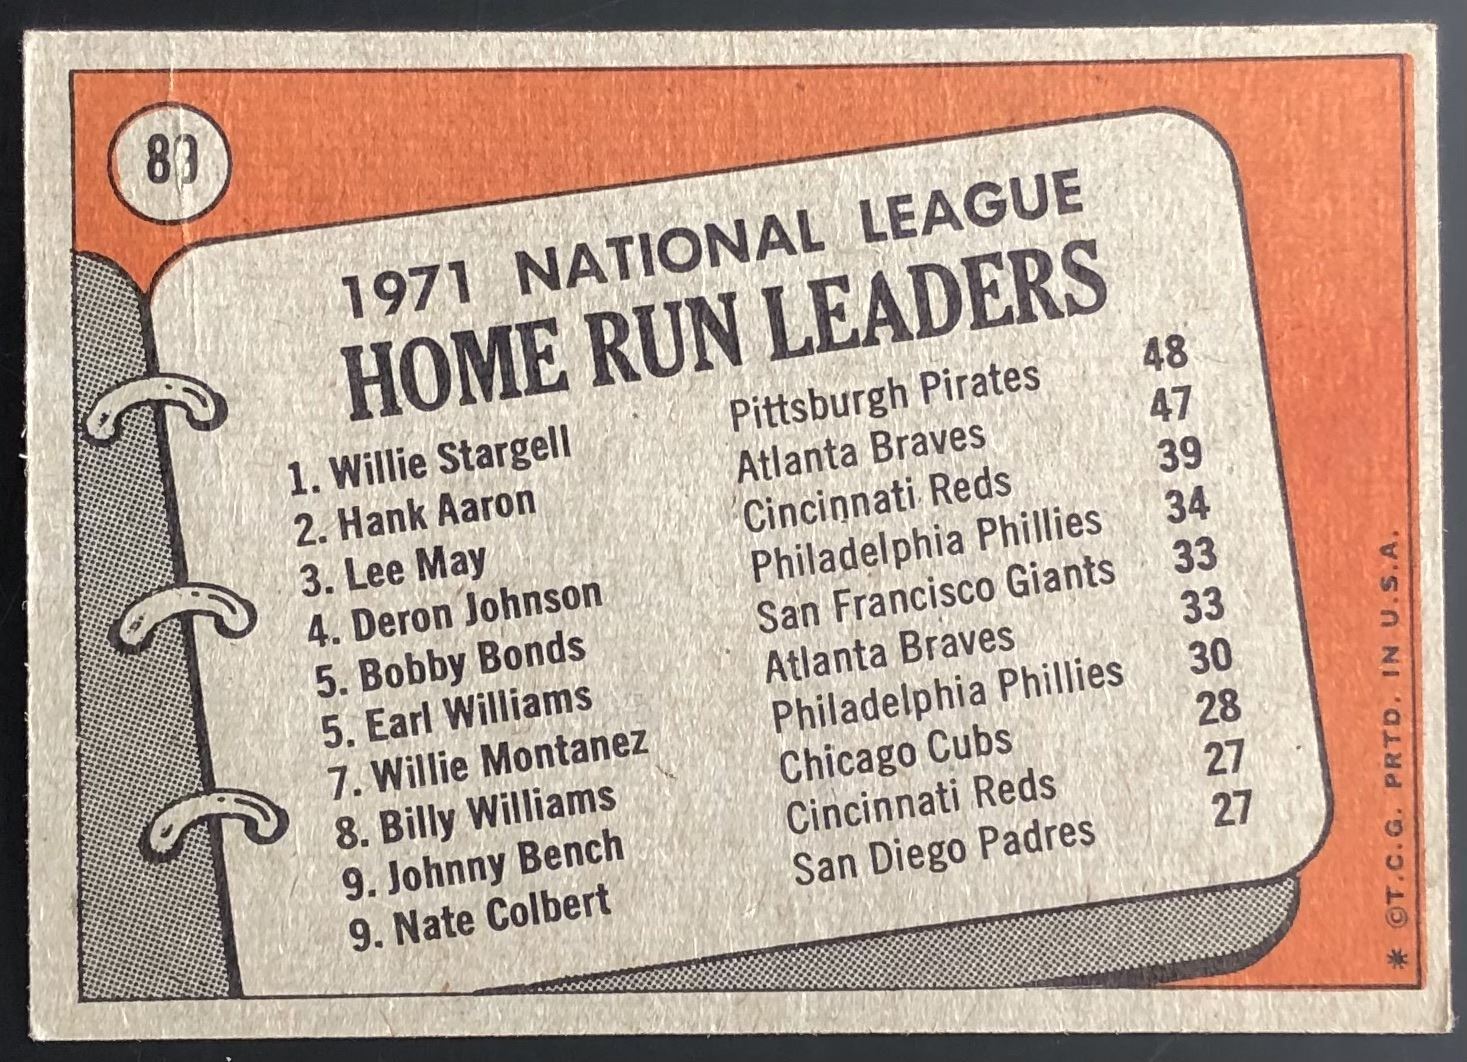 89
1971 NATIONAL LEAGUE
HOME RUN LEADERS
1. Willie Stargell Pittsburgh Pirates 48
2. Hank Aaron Atlanta Braves 47
3. Lee May Cincinnati Reds 39
4. Deron Johnson Philadelphia Phillies 34
5. Bobby Bonds San Francisco Giants 33
5. Earl Williams Atlanta Braves 33
7. Willie Montanez Philadelphia Phillies 30
8. Billy Williams Chicago Cubs 28
9. Johnny Bench Cincinnati Reds 27
9. Nate Colbert San Diego Padres 27
* ©T.C.G. PRTD. IN U.S.A.